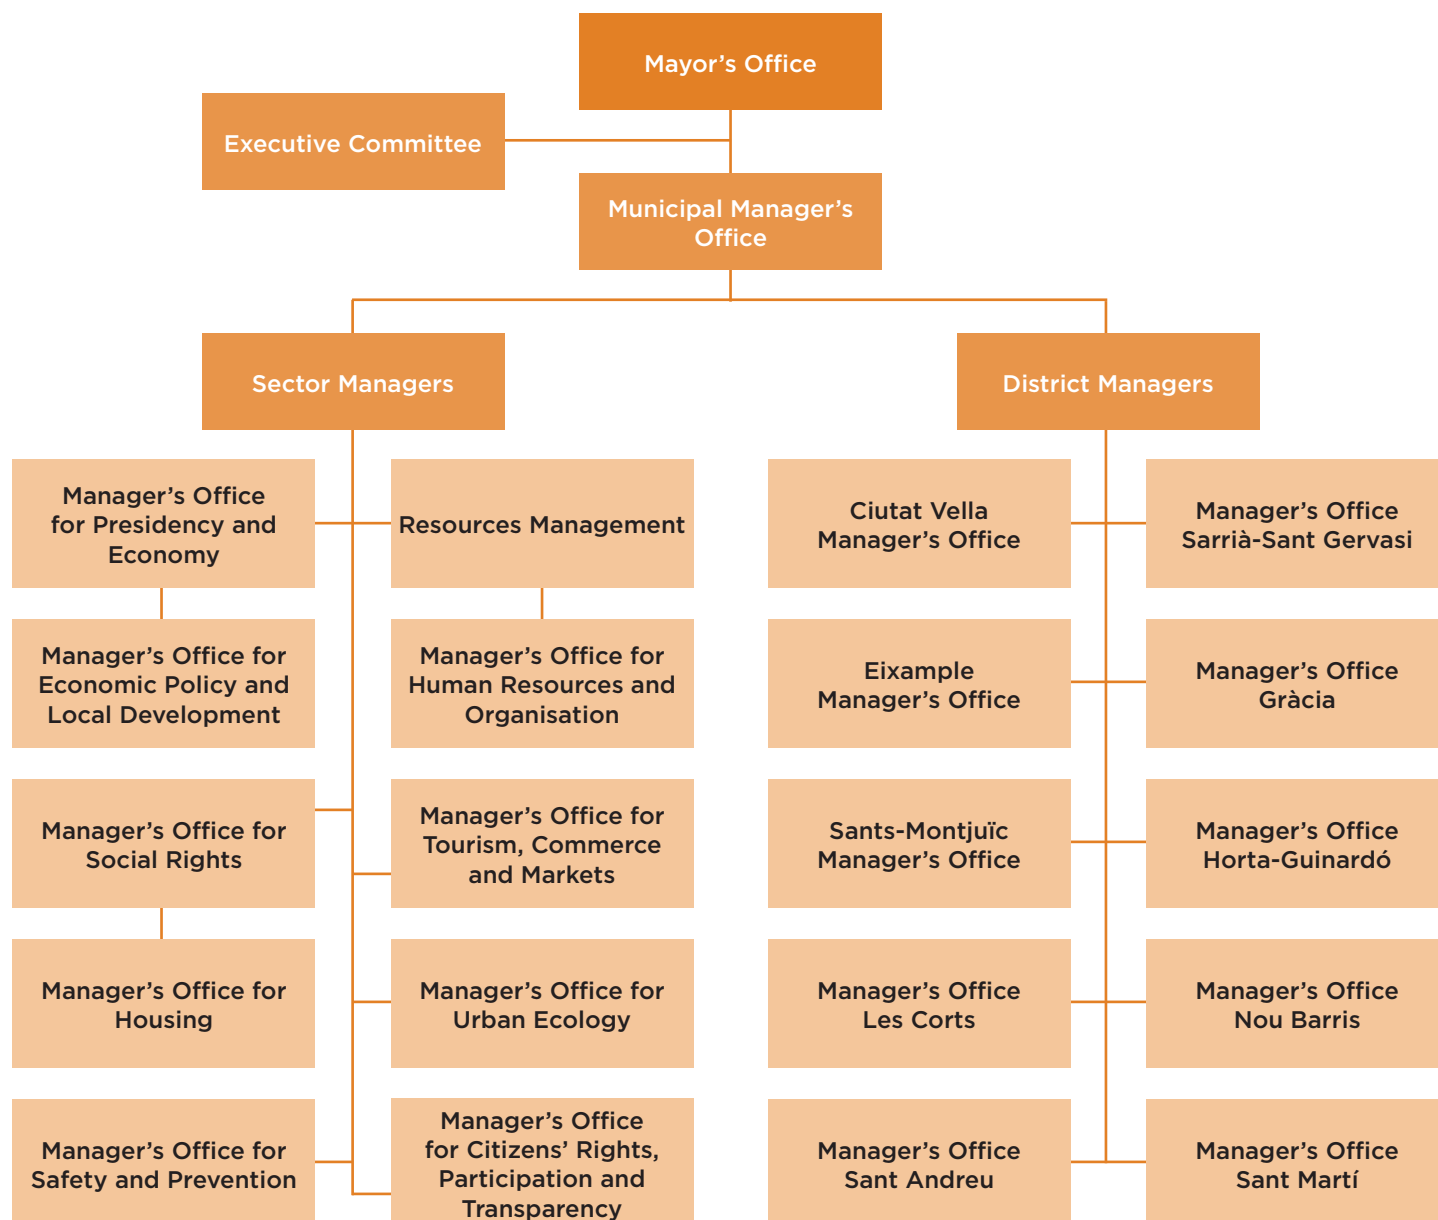 Mayor’s Office
Executive Committee
Municipal Manager’s
Office
Sector Managers
District Managers
Manager’s Office
for Presidency and
Economy
Resources Management
Ciutat Vella
Manager’s Office
Manager’s Office
Sarrià-Sant Gervasi
Manager’s Office for
Economic Policy and
Local Development
Manager’s Office for
Human Resources and
Organisation
Eixample
Manager’s Office
Manager’s Office
Gràcia
Manager’s Office for
Social Rights
Manager’s Office for
Tourism, Commerce
and Markets
Sants-Montjuïc
Manager’s Office
Manager’s Office
Horta-Guinardó
Manager’s Office for
Housing
Manager’s Office for
Urban Ecology
Manager’s Office
Les Corts
Manager’s Office
Nou Barris
Manager’s Office for
Safety and Prevention
Manager’s Office
for Citizens’ Rights,
Participation and
Transparency
Manager’s Office
Sant Andreu
Manager’s Office
Sant Martí